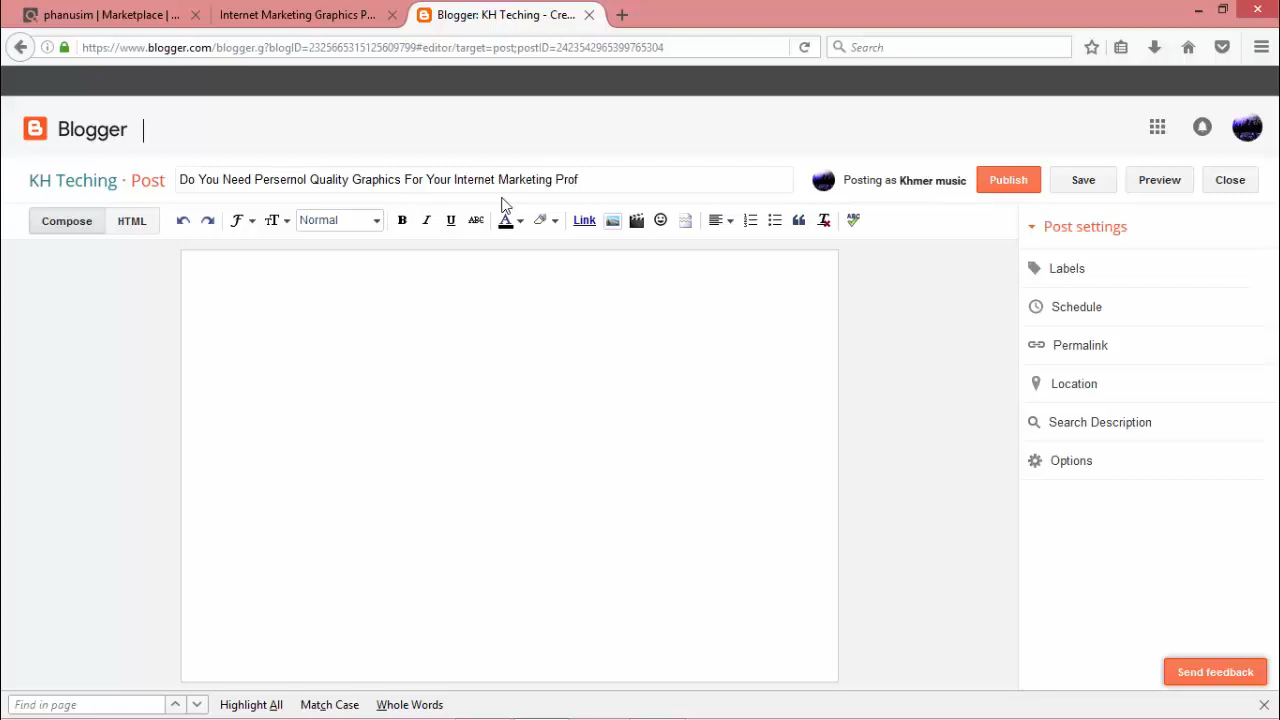 phanusim | Marketplace | ...
Internet Marketing Graphics P...
Blogger: KH Teching - Cre...
https://www.blogger.com/blogger.g?blogID=2325665315125609799#editor/target=post;postID=2423542965399765304
Search
Blogger
KH Teching · Post
Do You Need Persamol Quality Graphics For Your Internet Marketing Prof
Posting as Khmer music
Publish
Save
Preview
Close
Compose
HTML
Normal
Link
Post settings
Labels
Schedule
Permalink
Location
Search Description
Options
Send feedback
Find in page
Highlight All
Match Case
Whole Words